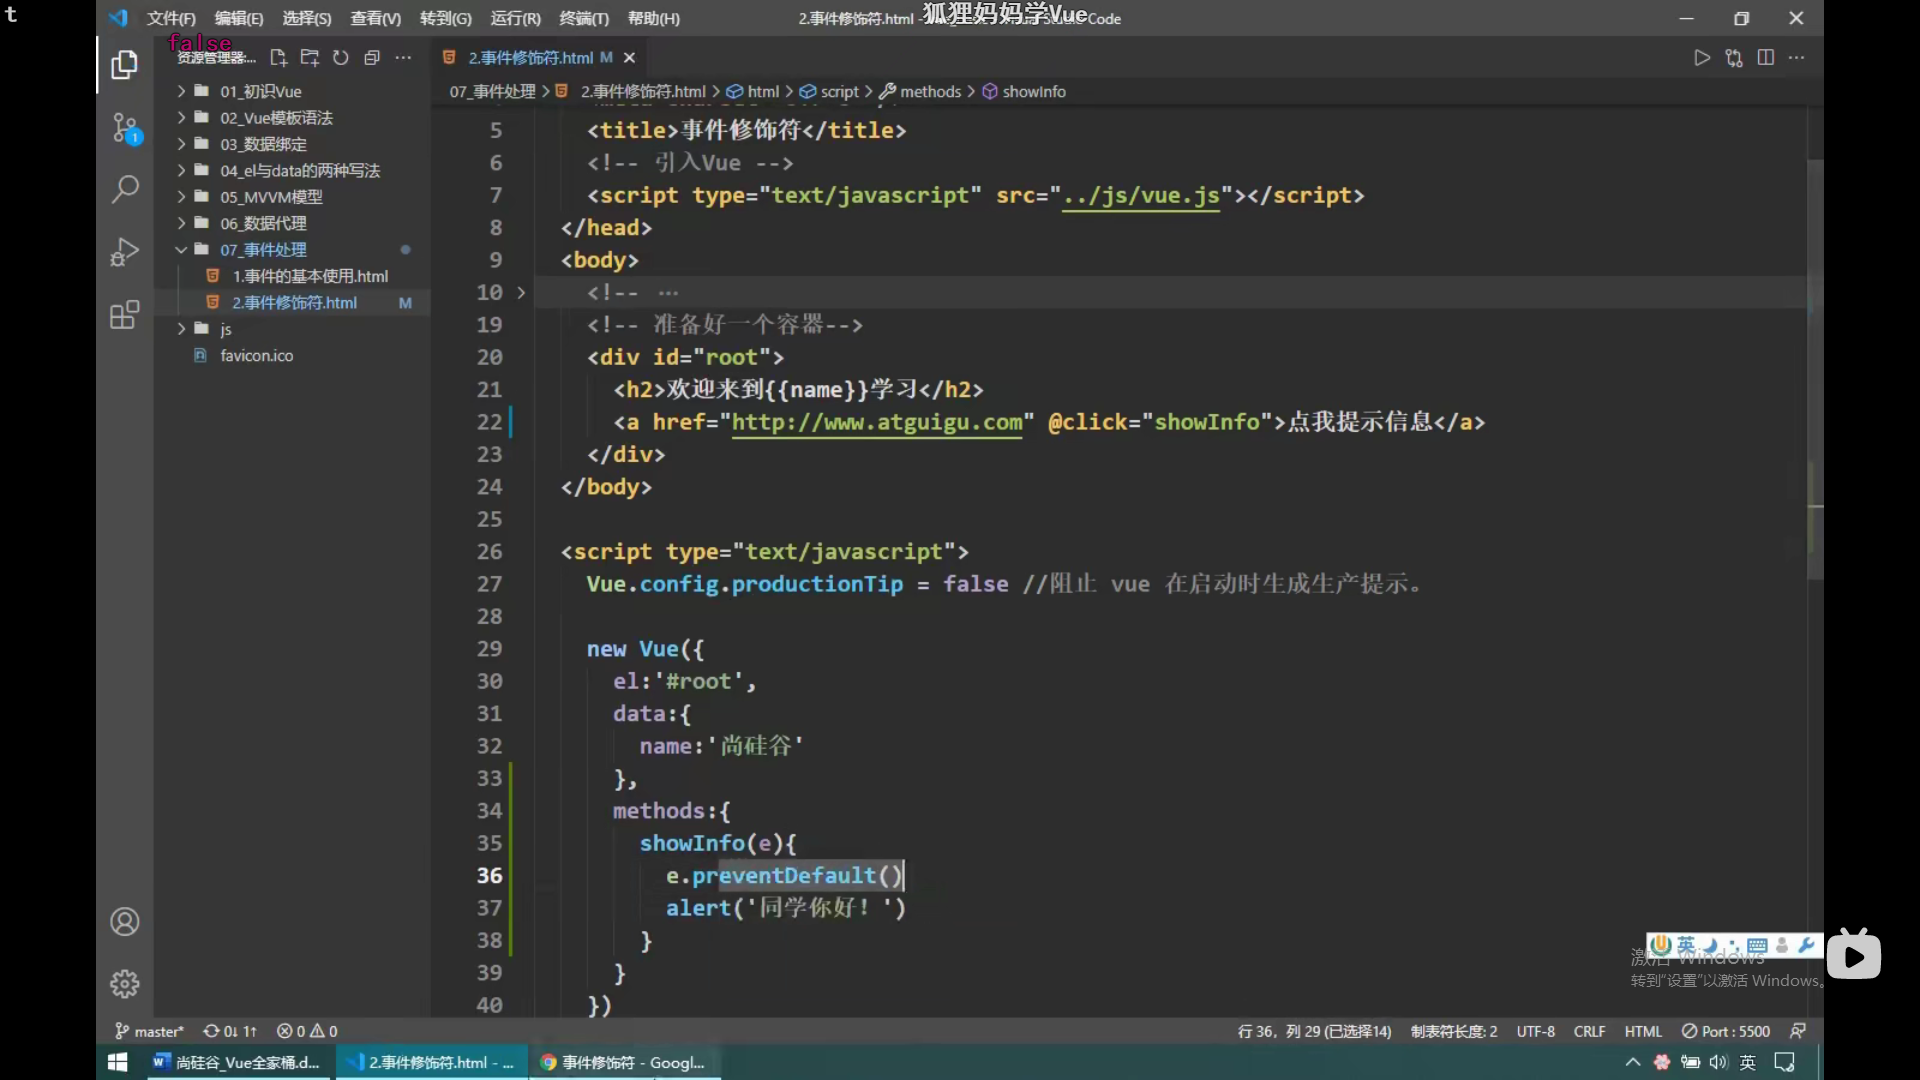 t
狐狸妈妈学Vue
false
文件(F) 编辑(E) 选择(S) 查看(V) 转到(G) 运行(R) 终端(T) 帮助(H)
2.事件修饰符.html - Studio Code
资源管理器:...
2.事件修饰符.html M
07_事件处理 > 2.事件修饰符.html > html > script > methods > showInfo
01_初识Vue
02_Vue模板语法
03_数据绑定
04_el与data的两种写法
05_MVVM模型
06_数据代理
07_事件处理
1.事件的基本使用.html
2.事件修饰符.html M
js
favicon.ico
5 <title>事件修饰符</title>
6 <!-- 引入Vue -->
7 <script type="text/javascript" src="../js/vue.js"></script>
8 </head>
9 <body>
10 <!-- ...
19 <!-- 准备好一个容器-->
20 <div id="root">
21 <h2>欢迎来到{{name}}学习</h2>
22 <a href="http://www.atguigu.com" @click="showInfo">点我提示信息</a>
23 </div>
24 </body>
25
26 <script type="text/javascript">
27 Vue.config.productionTip = false //阻止 vue 在启动时生成生产提示。
28
29 new Vue({
30 el:'#root',
31 data:{
32 name:'尚硅谷'
33 },
34 methods:{
35 showInfo(e){
36 e.preventDefault()
37 alert('同学你好！')
38 }
39 }
40 })
英
激活 Windows
转到"设置"以激活 Windows。
master* 0↓ 1↑ 0 0
行 36，列 29 (已选择14) 制表符长度: 2 UTF-8 CRLF HTML Port : 5500
尚硅谷_Vue全家桶.d...
2.事件修饰符.html - ...
事件修饰符 - Googl...
英